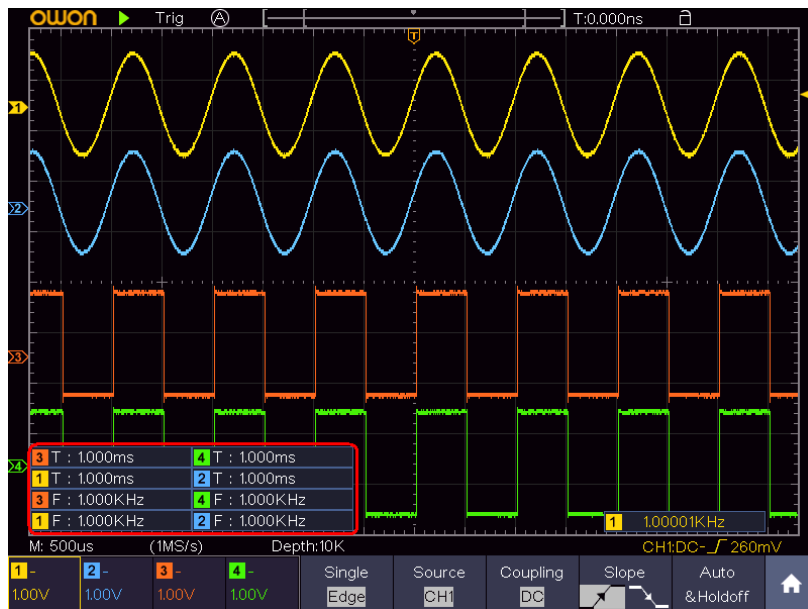 owon Trig A T:0.000ns
T
1
2
3
4
3 T : 1.000ms 4 T : 1.000ms
1 T : 1.000ms 2 T : 1.000ms
3 F : 1.000KHz 4 F : 1.000KHz
1 F : 1.000KHz 2 F : 1.000KHz
1 1.00001KHz
M: 500us (1MS/s) Depth:10K CH1:DC- 260mV
1 - 2 - 3 - 4 - Single Source Coupling Slope Auto
1.00V 1.00V 1.00V 1.00V Edge CH1 DC &Holdoff